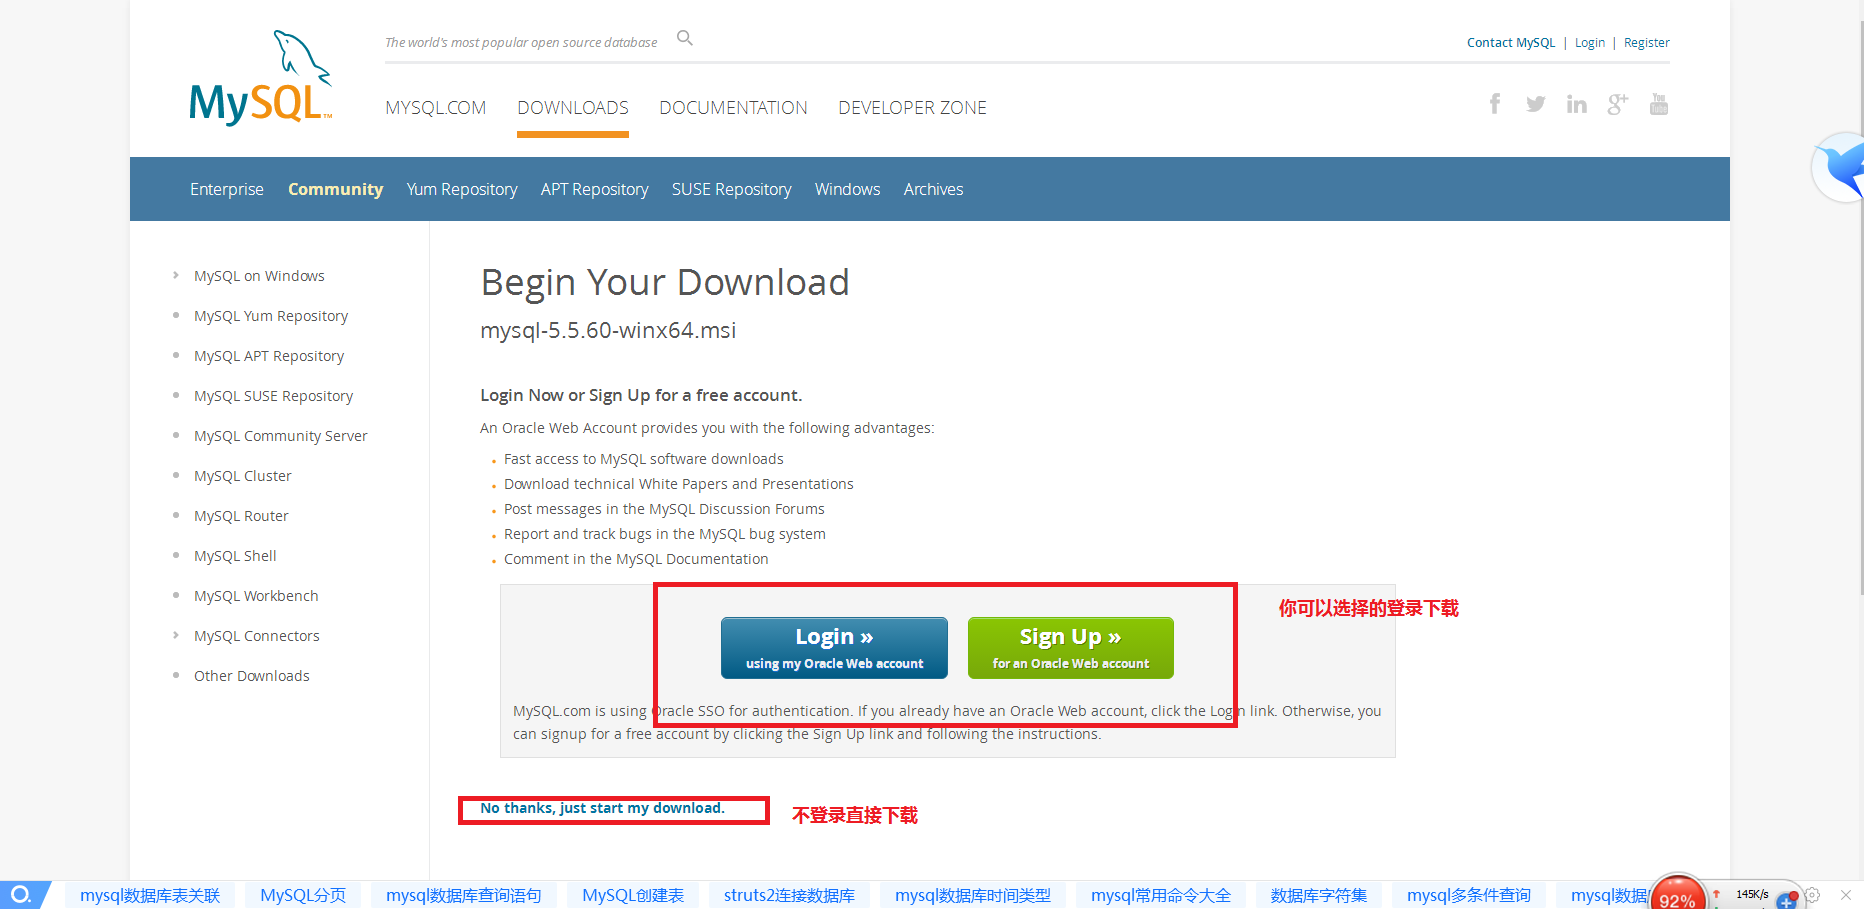 The world's most popular open source database
Contact MySQL | Login | Register
MySQL™
MYSQL.COM DOWNLOADS DOCUMENTATION DEVELOPER ZONE
Enterprise Community Yum Repository APT Repository SUSE Repository Windows Archives
MySQL on Windows
MySQL Yum Repository
MySQL APT Repository
MySQL SUSE Repository
MySQL Community Server
MySQL Cluster
MySQL Router
MySQL Shell
MySQL Workbench
MySQL Connectors
Other Downloads
Begin Your Download
mysql-5.5.60-winx64.msi
Login Now or Sign Up for a free account.
An Oracle Web Account provides you with the following advantages:
Fast access to MySQL software downloads
Download technical White Papers and Presentations
Post messages in the MySQL Discussion Forums
Report and track bugs in the MySQL bug system
Comment in the MySQL Documentation
你可以选择的登录下载
Login »
using my Oracle Web account
Sign Up »
for an Oracle Web account
MySQL.com is using Oracle SSO for authentication. If you already have an Oracle Web account, click the Login link. Otherwise, you
can signup for a free account by clicking the Sign Up link and following the instructions.
No thanks, just start my download.
不登录直接下载
mysql数据库表关联 MySQL分页 mysql数据库查询语句 MySQL创建表 struts2连接数据库 mysql数据库时间类型 mysql常用命令大全 数据库字符集 mysql多条件查询 mysql数据
92%
145K/s